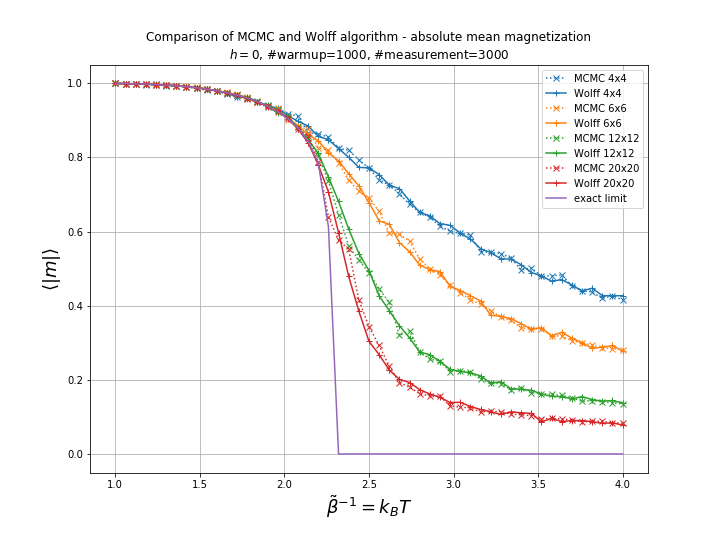 Comparison of MCMC and Wolff algorithm - absolute mean magnetization
h = 0, #warmup=1000, #measurement=3000
⟨|m|⟩
1.0
0.8
0.6
0.4
0.2
0.0
MCMC 4x4
Wolff 4x4
MCMC 6x6
Wolff 6x6
MCMC 12x12
Wolff 12x12
MCMC 20x20
Wolff 20x20
exact limit
1.0 1.5 2.0 2.5 3.0 3.5 4.0
β̃⁻¹ = k_BT